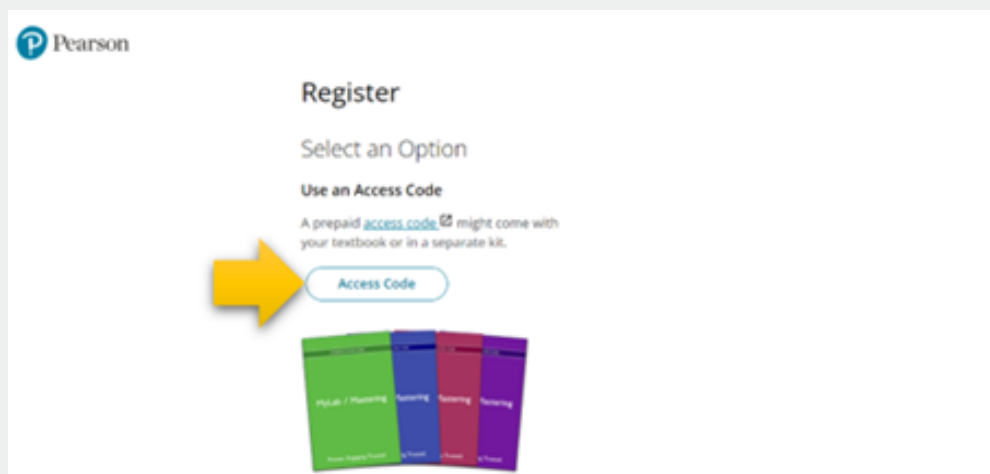 Pearson
Register
Select an Option
Use an Access Code
A prepaid access code might come with
your textbook or in a separate kit.
Access Code
MyLab / Mastering
Mastering
Mastering
Mastering